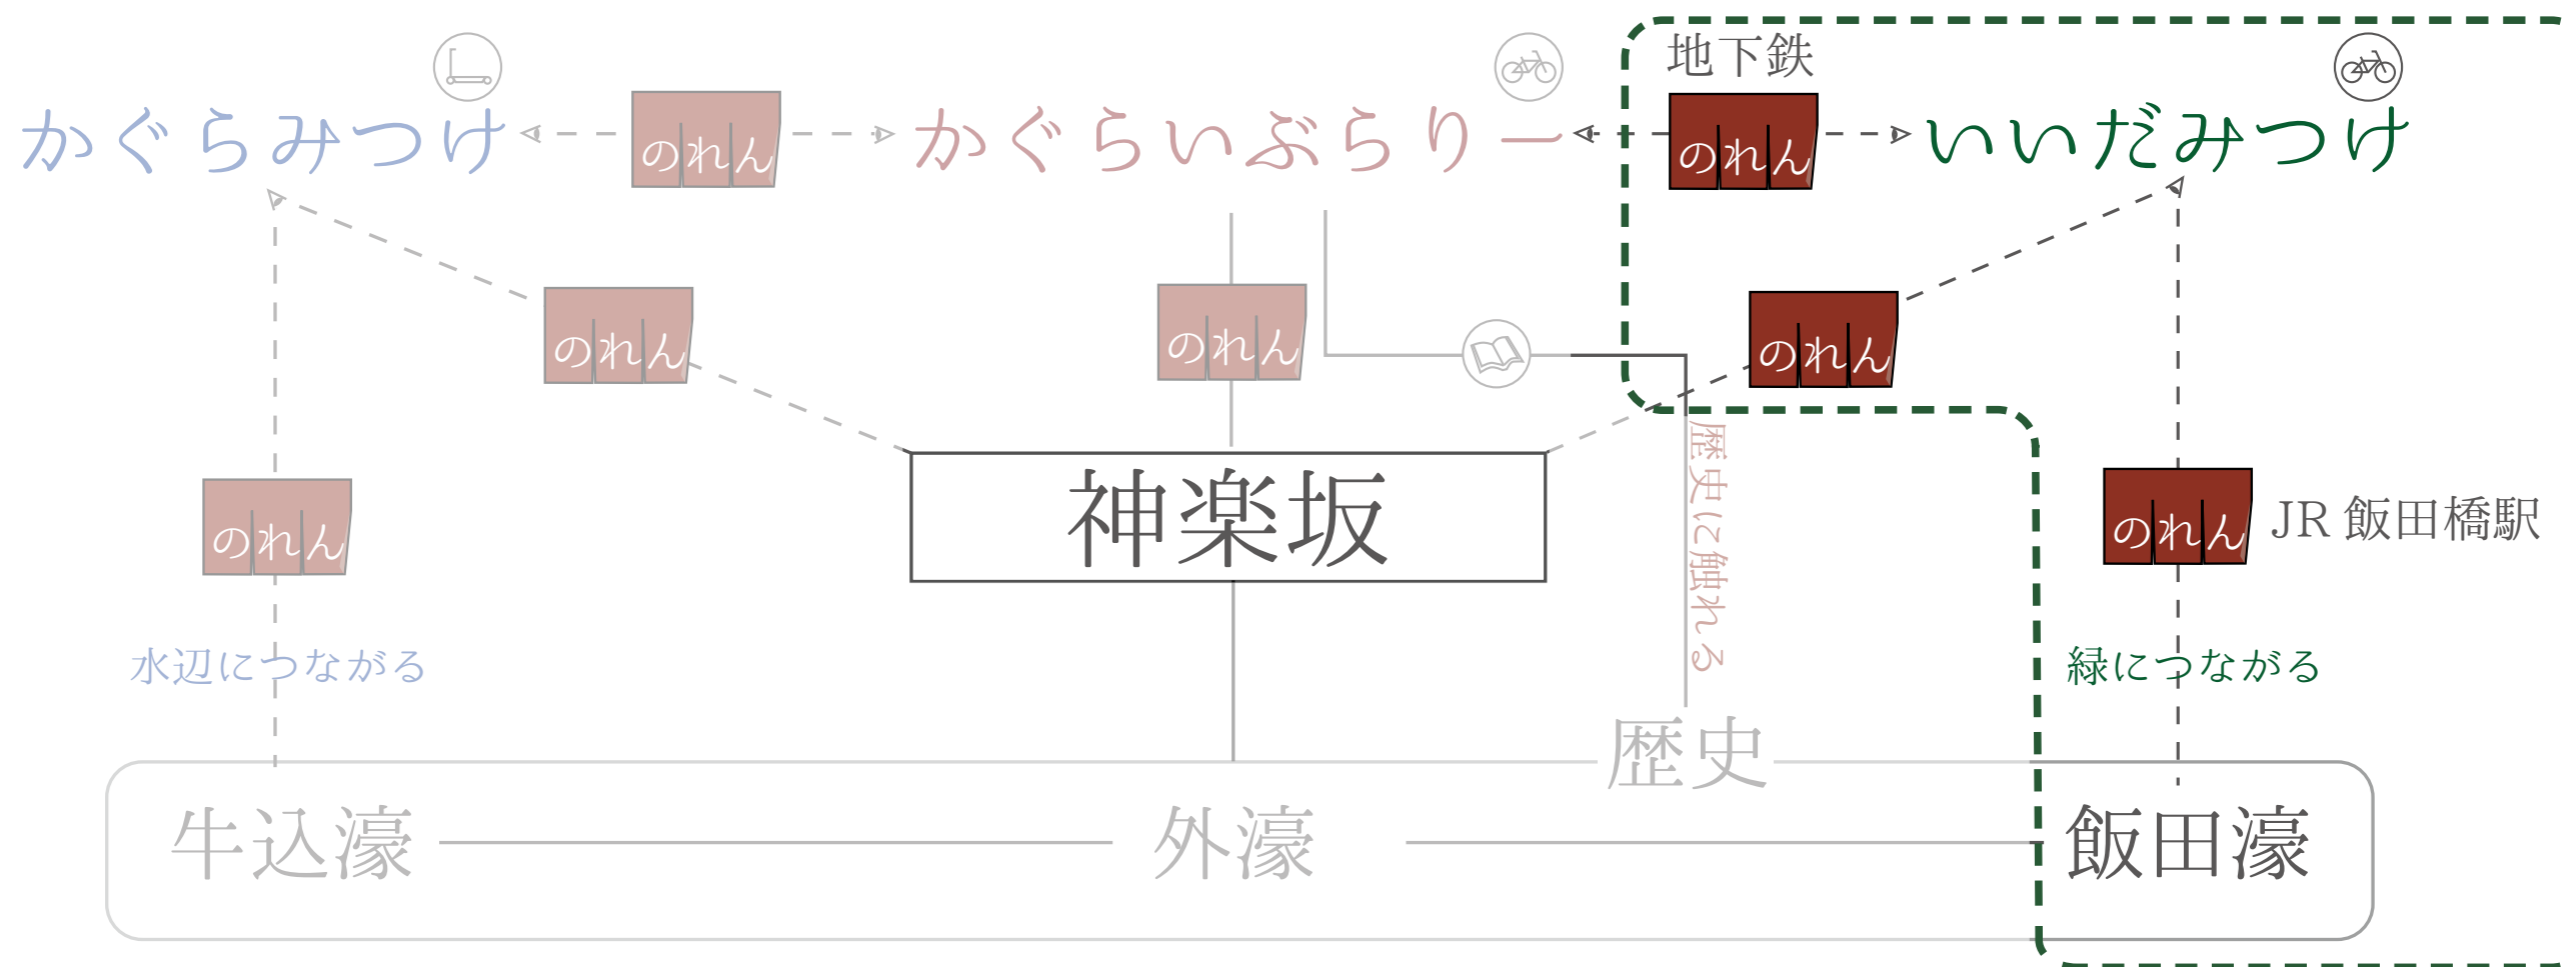 地下鉄
かぐらみつけ
のれん
かぐらいぶらりー
のれん
いいだみつけ
のれん
のれん
のれん
神楽坂
歴史に触れる
のれん
のれん
JR 飯田橋駅
水辺につながる
緑につながる
歴史
牛込濠
外濠
飯田濠